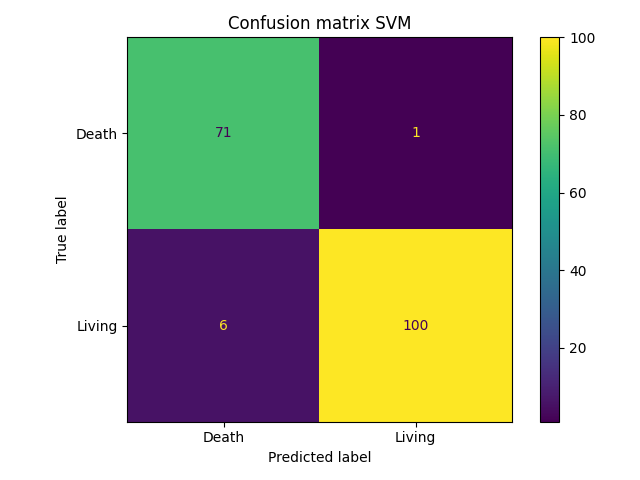 Confusion matrix SVM
True label
Death
71
1
Living
6
100
Death
Living
Predicted label
100
80
60
40
20